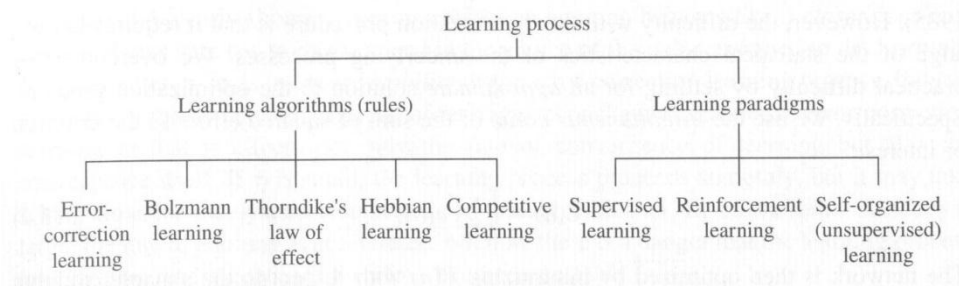 Learning process
Learning algorithms (rules)
Learning paradigms
Error-
correction
learning
Bolzmann
learning
Thorndike's
law of
effect
Hebbian
learning
Competitive
learning
Supervised
learning
Reinforcement
learning
Self-organized
(unsupervised)
learning